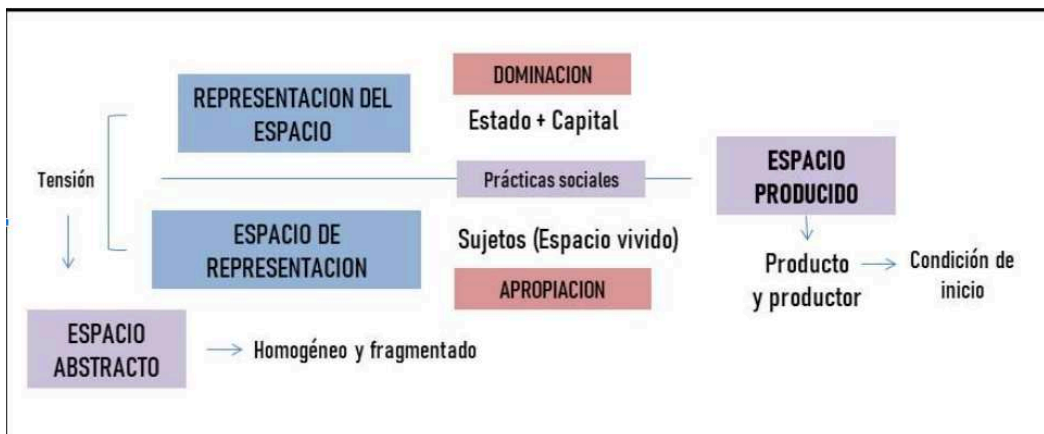 REPRESENTACION DEL
ESPACIO
DOMINACION
Estado + Capital
Tensión
Prácticas sociales
ESPACIO
PRODUCIDO
ESPACIO DE
REPRESENTACION
Sujetos (Espacio vivido)
APROPIACION
Producto
y productor
Condición de
inicio
ESPACIO
ABSTRACTO
Homogéneo y fragmentado